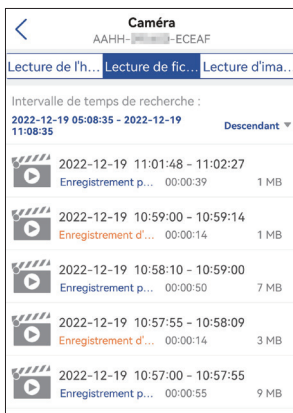 Caméra
AAHH-
-ECEAF
Lecture de l'h... Lecture de fic... Lecture d'ima...
Intervalle de temps de recherche :
2022-12-19 05:08:35 - 2022-12-19
11:08:35
Descendant
2022-12-19 11:01:48 - 11:02:27
Enregistrement p... 00:00:39 1 MB
2022-12-19 10:59:00 - 10:59:14
Enregistrement d'... 00:00:14 1 MB
2022-12-19 10:58:10 - 10:59:00
Enregistrement p... 00:00:50 7 MB
2022-12-19 10:57:55 - 10:58:09
Enregistrement d'... 00:00:14 3 MB
2022-12-19 10:57:00 - 10:57:55
Enregistrement p... 00:00:55 9 MB